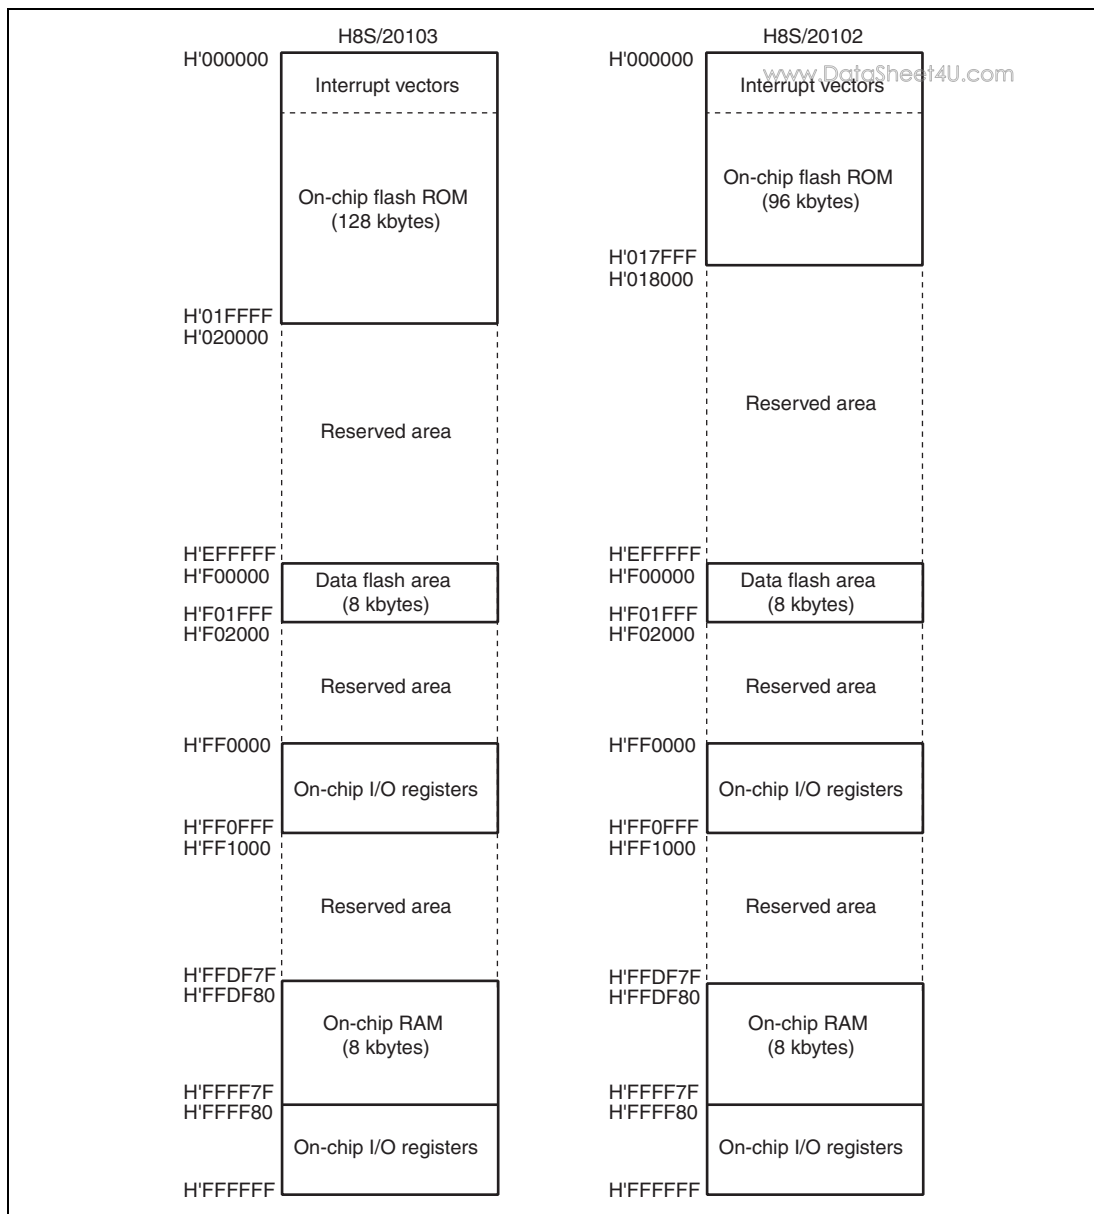 H8S/20103
H'000000
Interrupt vectors
On-chip flash ROM
(128 kbytes)
H'01FFFF
H'020000
Reserved area
H'EFFFFF
H'F00000
Data flash area
(8 kbytes)
H'F01FFF
H'F02000
Reserved area
H'FF0000
On-chip I/O registers
H'FF0FFF
H'FF1000
Reserved area
H'FFDF7F
H'FFDF80
On-chip RAM
(8 kbytes)
H'FFFF7F
H'FFFF80
On-chip I/O registers
H'FFFFFF
H8S/20102
H'000000
www.DataSheet4U.com
Interrupt vectors
On-chip flash ROM
(96 kbytes)
H'017FFF
H'018000
Reserved area
H'EFFFFF
H'F00000
Data flash area
(8 kbytes)
H'F01FFF
H'F02000
Reserved area
H'FF0000
On-chip I/O registers
H'FF0FFF
H'FF1000
Reserved area
H'FFDF7F
H'FFDF80
On-chip RAM
(8 kbytes)
H'FFFF7F
H'FFFF80
On-chip I/O registers
H'FFFFFF